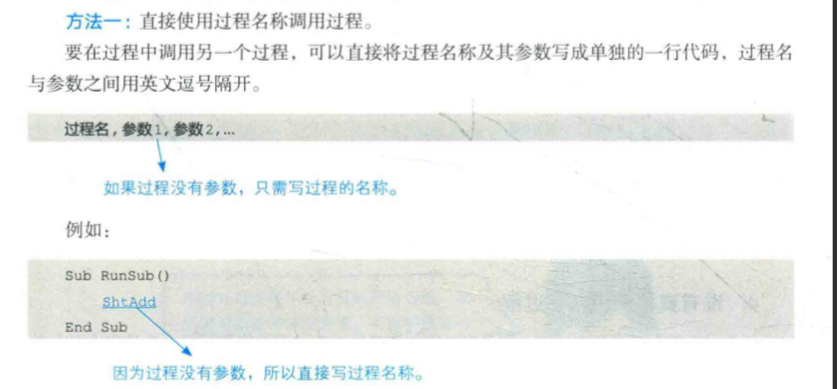 方法一：直接使用过程名称调用过程。
要在过程中调用另一个过程，可以直接将过程名称及其参数写成单独的一行代码，过程名
与参数之间用英文逗号隔开。
过程名,参数1,参数2,…
如果过程没有参数，只需写过程的名称。
例如：
Sub RunSub()
ShtAdd
End Sub
因为过程没有参数，所以直接写过程名称。